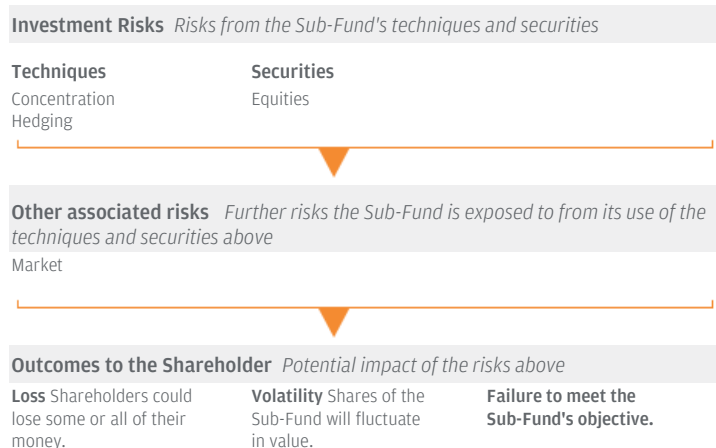 Investment Risks Risks from the Sub-Fund's techniques and securities
Techniques
Concentration
Hedging
Securities
Equities
Other associated risks Further risks the Sub-Fund is exposed to from its use of the
techniques and securities above
Market
Outcomes to the Shareholder Potential impact of the risks above
Loss Shareholders could
lose some or all of their
money.
Volatility Shares of the
Sub-Fund will fluctuate
in value.
Failure to meet the
Sub-Fund's objective.